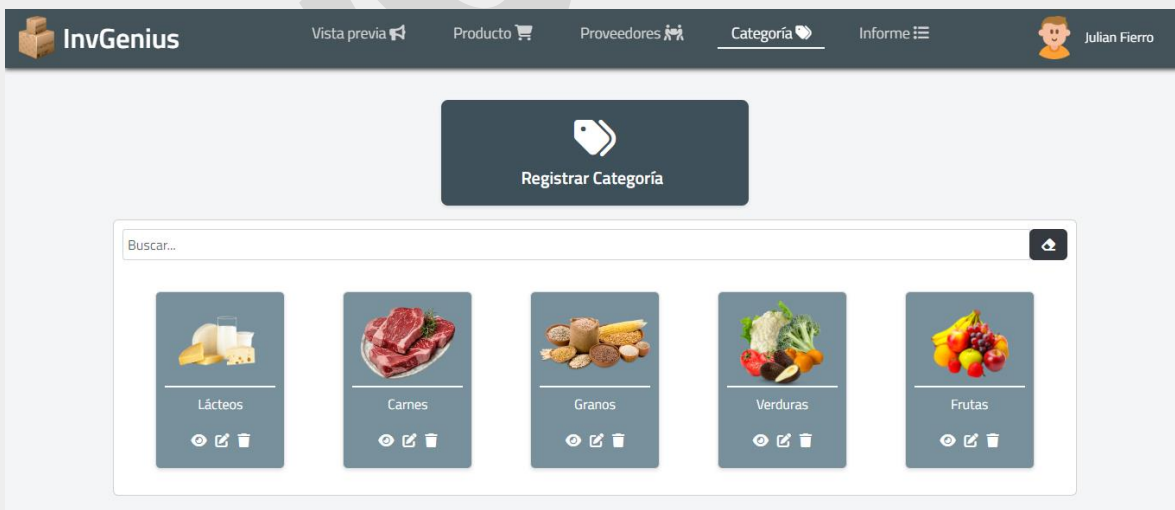 InvGenius
Vista previa
Producto
Proveedores
Categoría
Informe
Julian Fierro
Registrar Categoría
Buscar...
Lácteos
Carnes
Granos
Verduras
Frutas